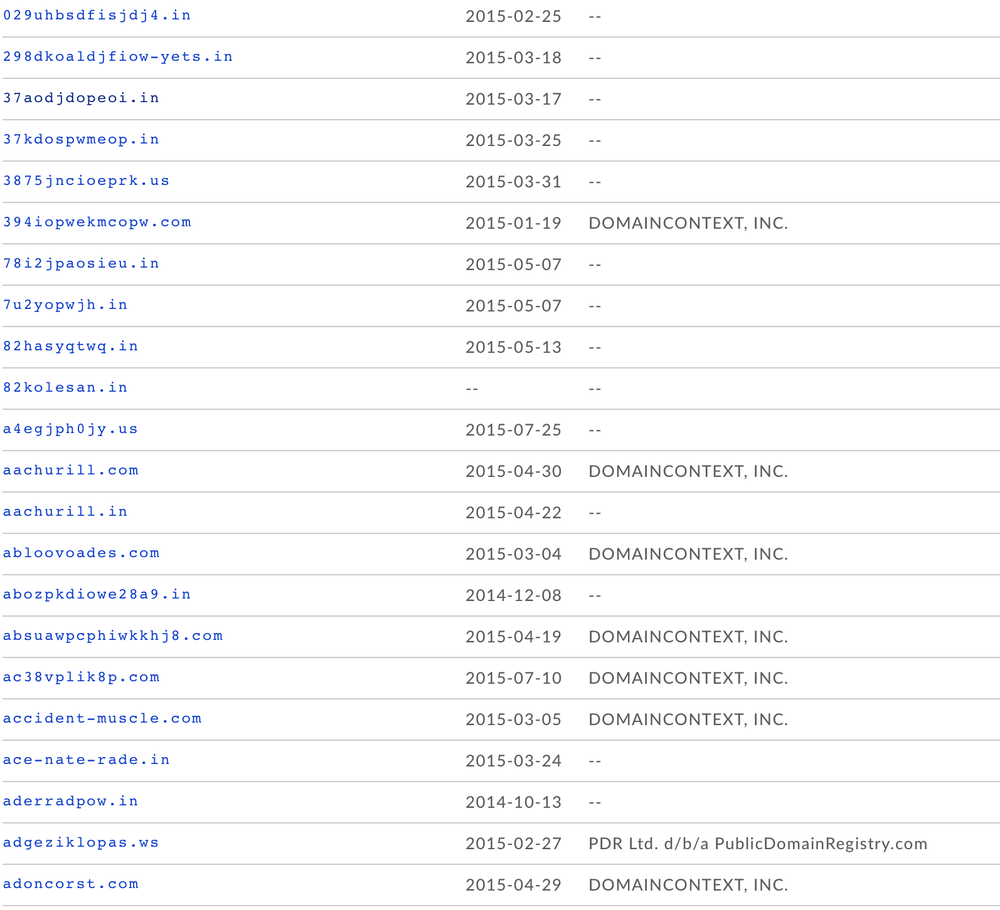 029uhbsdfisjdj4.in 2015-02-25 --
298dkoaldjfiow-yets.in 2015-03-18 --
37aodjdopeoi.in 2015-03-17 --
37kdospwmeop.in 2015-03-25 --
3875jncioeprk.us 2015-03-31 --
394iopwekmcopw.com 2015-01-19 DOMAINCONTEXT, INC.
78i2jpaosieu.in 2015-05-07 --
7u2yopwjh.in 2015-05-07 --
82hasyqtwq.in 2015-05-13 --
82kolesan.in -- --
a4egjph0jy.us 2015-07-25 --
aachurill.com 2015-04-30 DOMAINCONTEXT, INC.
aachurill.in 2015-04-22 --
abloovoades.com 2015-03-04 DOMAINCONTEXT, INC.
abozpkdiowe28a9.in 2014-12-08 --
absuawpcphiwkkhj8.com 2015-04-19 DOMAINCONTEXT, INC.
ac38vplik8p.com 2015-07-10 DOMAINCONTEXT, INC.
accident-muscle.com 2015-03-05 DOMAINCONTEXT, INC.
ace-nate-rade.in 2015-03-24 --
aderradpow.in 2014-10-13 --
adgeziklopas.ws 2015-02-27 PDR Ltd. d/b/a PublicDomainRegistry.com
adoncorst.com 2015-04-29 DOMAINCONTEXT, INC.